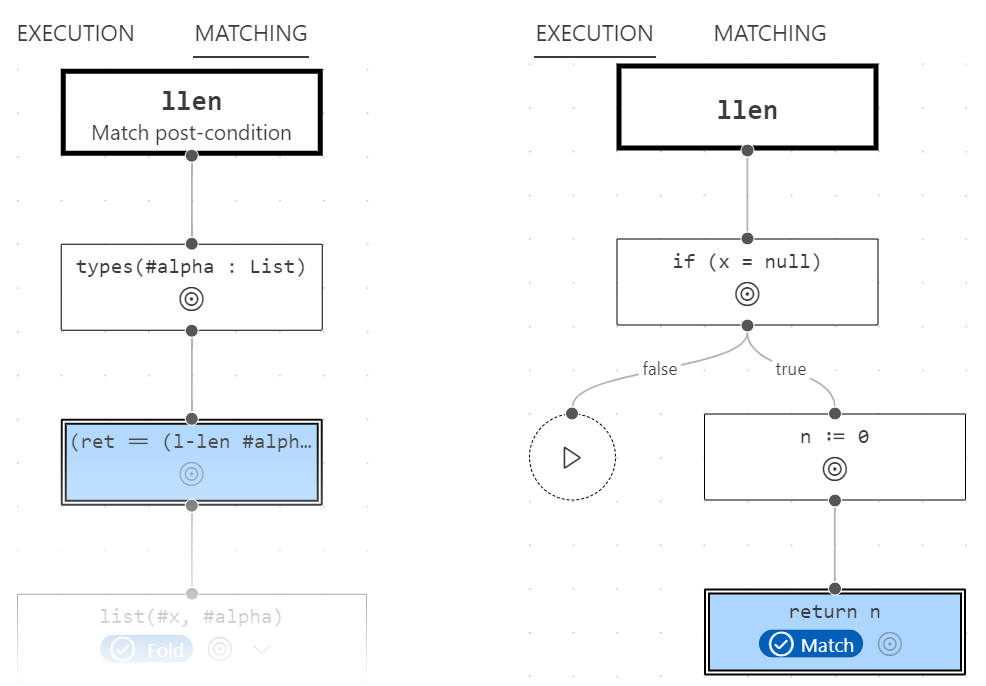 EXECUTION MATCHING
llen
Match post-condition
types(#alpha : List)
(ret == (l-len #alph…
list(#x, #alpha)
Fold
EXECUTION MATCHING
llen
if (x = null)
false true
n := 0
return n
Match